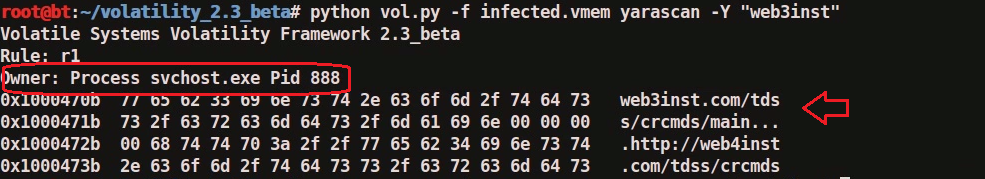 root@bt:~/volatility_2.3_beta# python vol.py -f infected.vmem yarascan -Y "web3inst"
Volatile Systems Volatility Framework 2.3_beta
Rule: r1
Owner: Process svchost.exe Pid 888
0x1000470b  77 65 62 33 69 6e 73 74 2e 63 6f 6d 2f 74 64 73   web3inst.com/tds
0x1000471b  73 2f 63 72 63 6d 64 73 2f 6d 61 69 6e 00 00 00   s/crcmds/main...
0x1000472b  00 68 74 74 70 3a 2f 2f 77 65 62 34 69 6e 73 74   .http://web4inst
0x1000473b  2e 63 6f 6d 2f 74 64 73 73 2f 63 72 63 6d 64 73   .com/tdss/crcmds